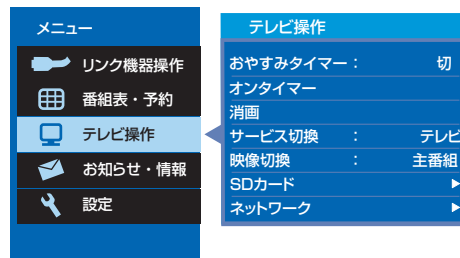 メニュー
リンク機器操作
番組表・予約
テレビ操作
お知らせ・情報
設定
テレビ操作
おやすみタイマー： 切
オンタイマー
消画
サービス切換 ： テレビ
映像切換 ： 主番組
SDカード
ネットワーク